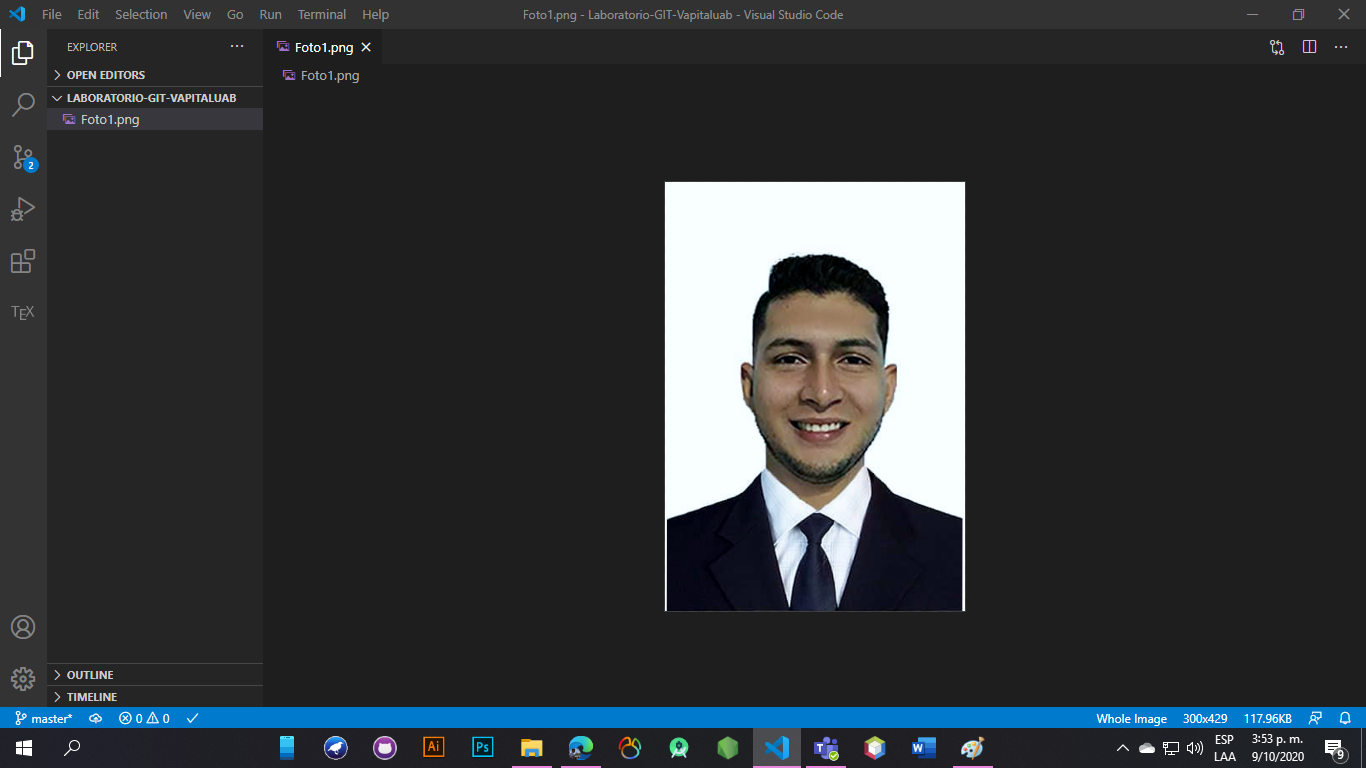 File Edit Selection View Go Run Terminal Help
Foto1.png - Laboratorio-GIT-Vapitaluab - Visual Studio Code
EXPLORER
Foto1.png
OPEN EDITORS
Foto1.png
LABORATORIO-GIT-VAPITALUAB
Foto1.png
2
TEX
OUTLINE
TIMELINE
master* 0 0 Whole Image 300x429 117.96KB
Ai Ps
ESP 3:53 p. m.
LAA 9/10/2020 9